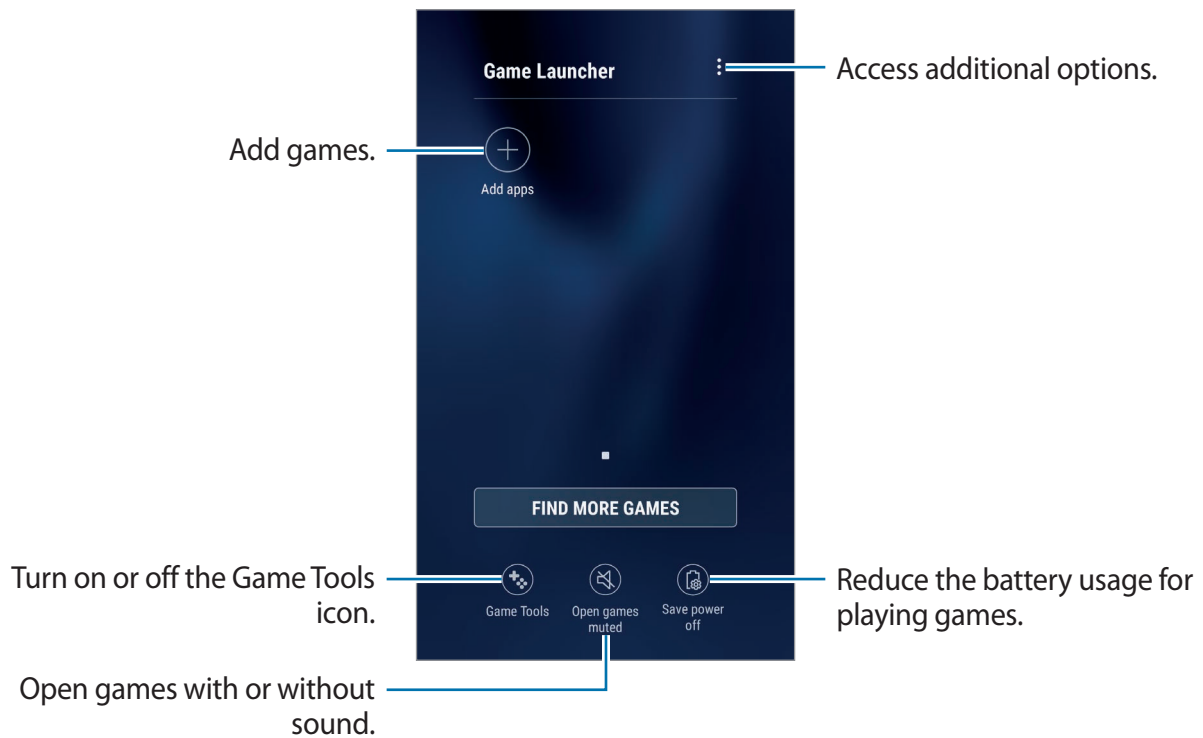 Game Launcher
Access additional options.
Add games.
Add apps
FIND MORE GAMES
Turn on or off the Game Tools
icon.
Game Tools
Open games
muted
Save power
off
Reduce the battery usage for
playing games.
Open games with or without
sound.